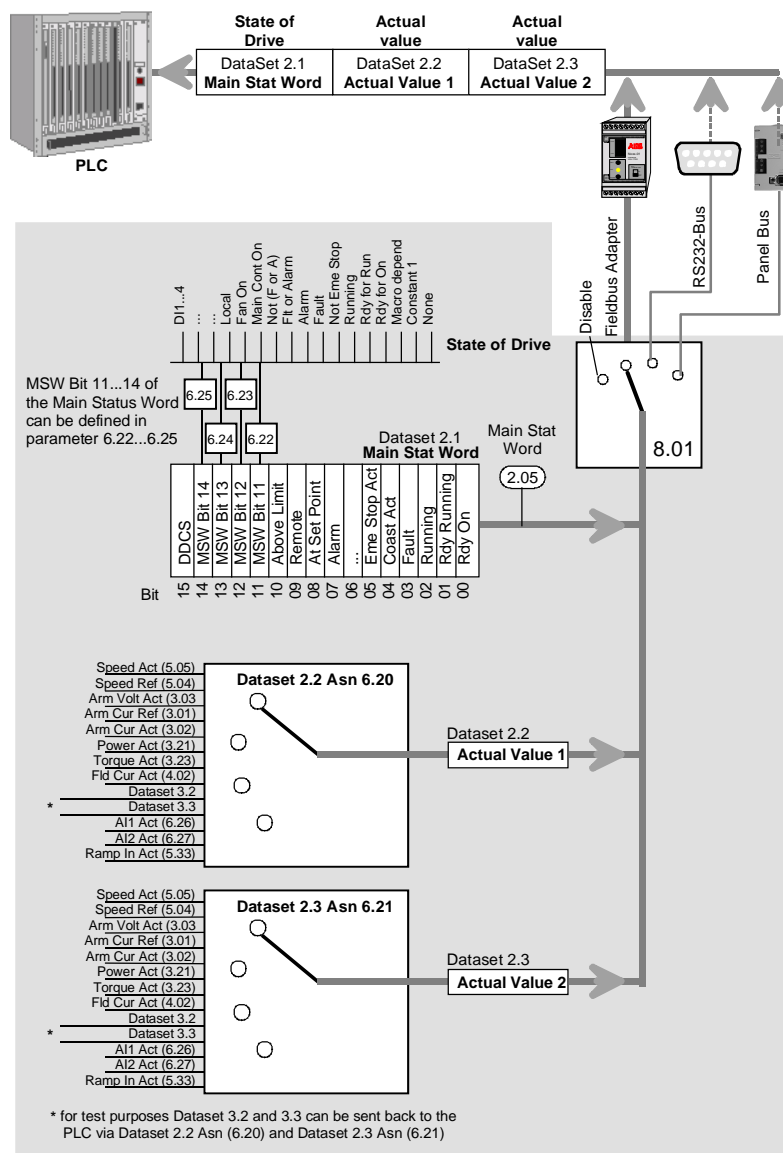 State of Drive
Actual value
Actual value
DataSet 2.1
Main Stat Word
DataSet 2.2
Actual Value 1
DataSet 2.3
Actual Value 2
PLC
ABB
Fieldbus Adapter
RS232-Bus
Panel Bus
DI1...4
...
...
Local
Fan On
Main Cont On
Not (F or A)
Flt or Alarm
Alarm
Fault
Not Eme Stop
Running
Rdy for Run
Rdy for On
Macro depend
Constant 1
None
State of Drive
Disable
8.01
MSW Bit 11...14 of
the Main Status Word
can be defined in
parameter 6.22...6.25
6.25
6.23
6.24
6.22
Dataset 2.1
Main Stat Word
Main Stat
Word
2.05
DDCS
MSW Bit 14
MSW Bit 13
MSW Bit 12
MSW Bit 11
Above Limit
Remote
At Set Point
Alarm
...
Eme Stop Act
Coast Act
Fault
Running
Rdy Running
Rdy On
Bit
15
14
13
12
11
10
09
08
07
06
05
04
03
02
01
00
Speed Act (5.05)
Speed Ref (5.04)
Arm Volt Act (3.03
Arm Cur Ref (3.01)
Arm Cur Act (3.02)
Power Act (3.21)
Torque Act (3.23)
Fld Cur Act (4.02)
Dataset 3.2
* Dataset 3.3
AI1 Act (6.26)
AI2 Act (6.27)
Ramp In Act (5.33)
Dataset 2.2 Asn 6.20
Dataset 2.2
Actual Value 1
Speed Act (5.05)
Speed Ref (5.04)
Arm Volt Act (3.03
Arm Cur Ref (3.01)
Arm Cur Act (3.02)
Power Act (3.21)
Torque Act (3.23)
Fld Cur Act (4.02)
Dataset 3.2
* Dataset 3.3
AI1 Act (6.26)
AI2 Act (6.27)
Ramp In Act (5.33)
Dataset 2.3 Asn 6.21
Dataset 2.3
Actual Value 2
* for test purposes Dataset 3.2 and 3.3 can be sent back to the
PLC via Dataset 2.2 Asn (6.20) and Dataset 2.3 Asn (6.21)